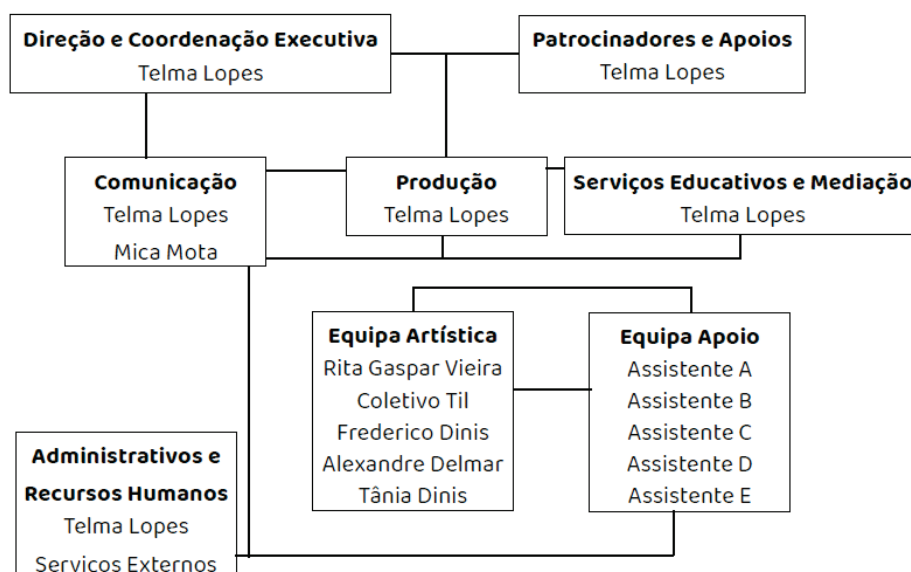 Direção e Coordenação Executiva
Telma Lopes
Patrocinadores e Apoios
Telma Lopes
Comunicação
Telma Lopes
Mica Mota
Produção
Telma Lopes
Serviços Educativos e Mediação
Telma Lopes
Equipa Artística
Rita Gaspar Vieira
Coletivo Til
Frederico Dinis
Alexandre Delmar
Tânia Dinis
Equipa Apoio
Assistente A
Assistente B
Assistente C
Assistente D
Assistente E
Administrativos e
Recursos Humanos
Telma Lopes
Serviços Externos